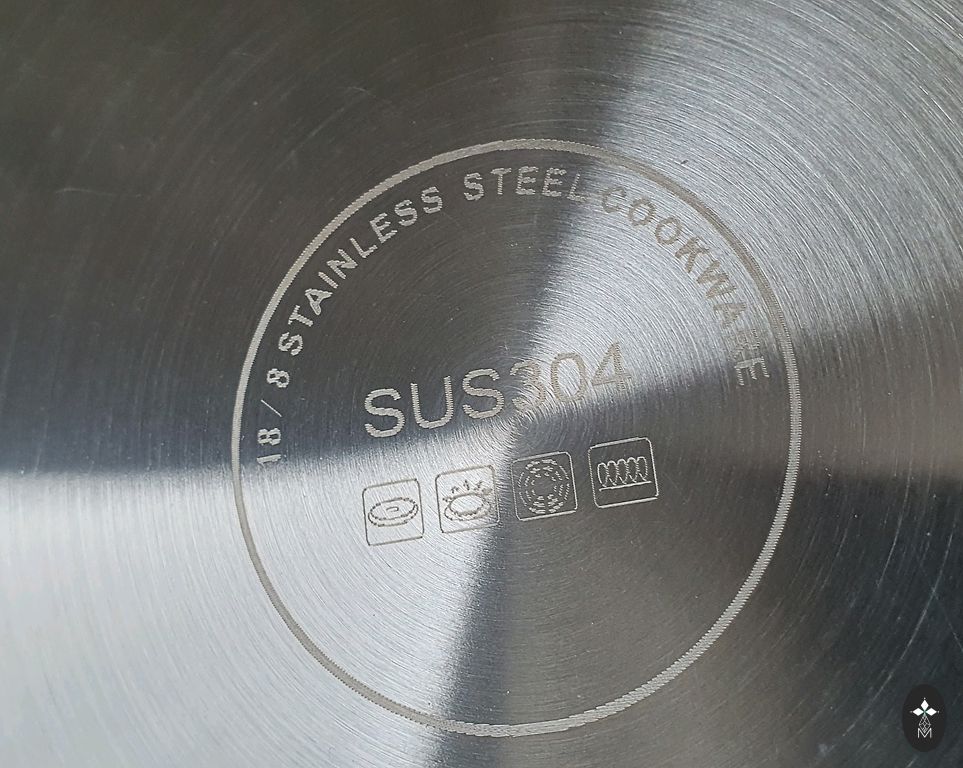 18/8 STAINLESS STEEL COOKWARE
SUS304